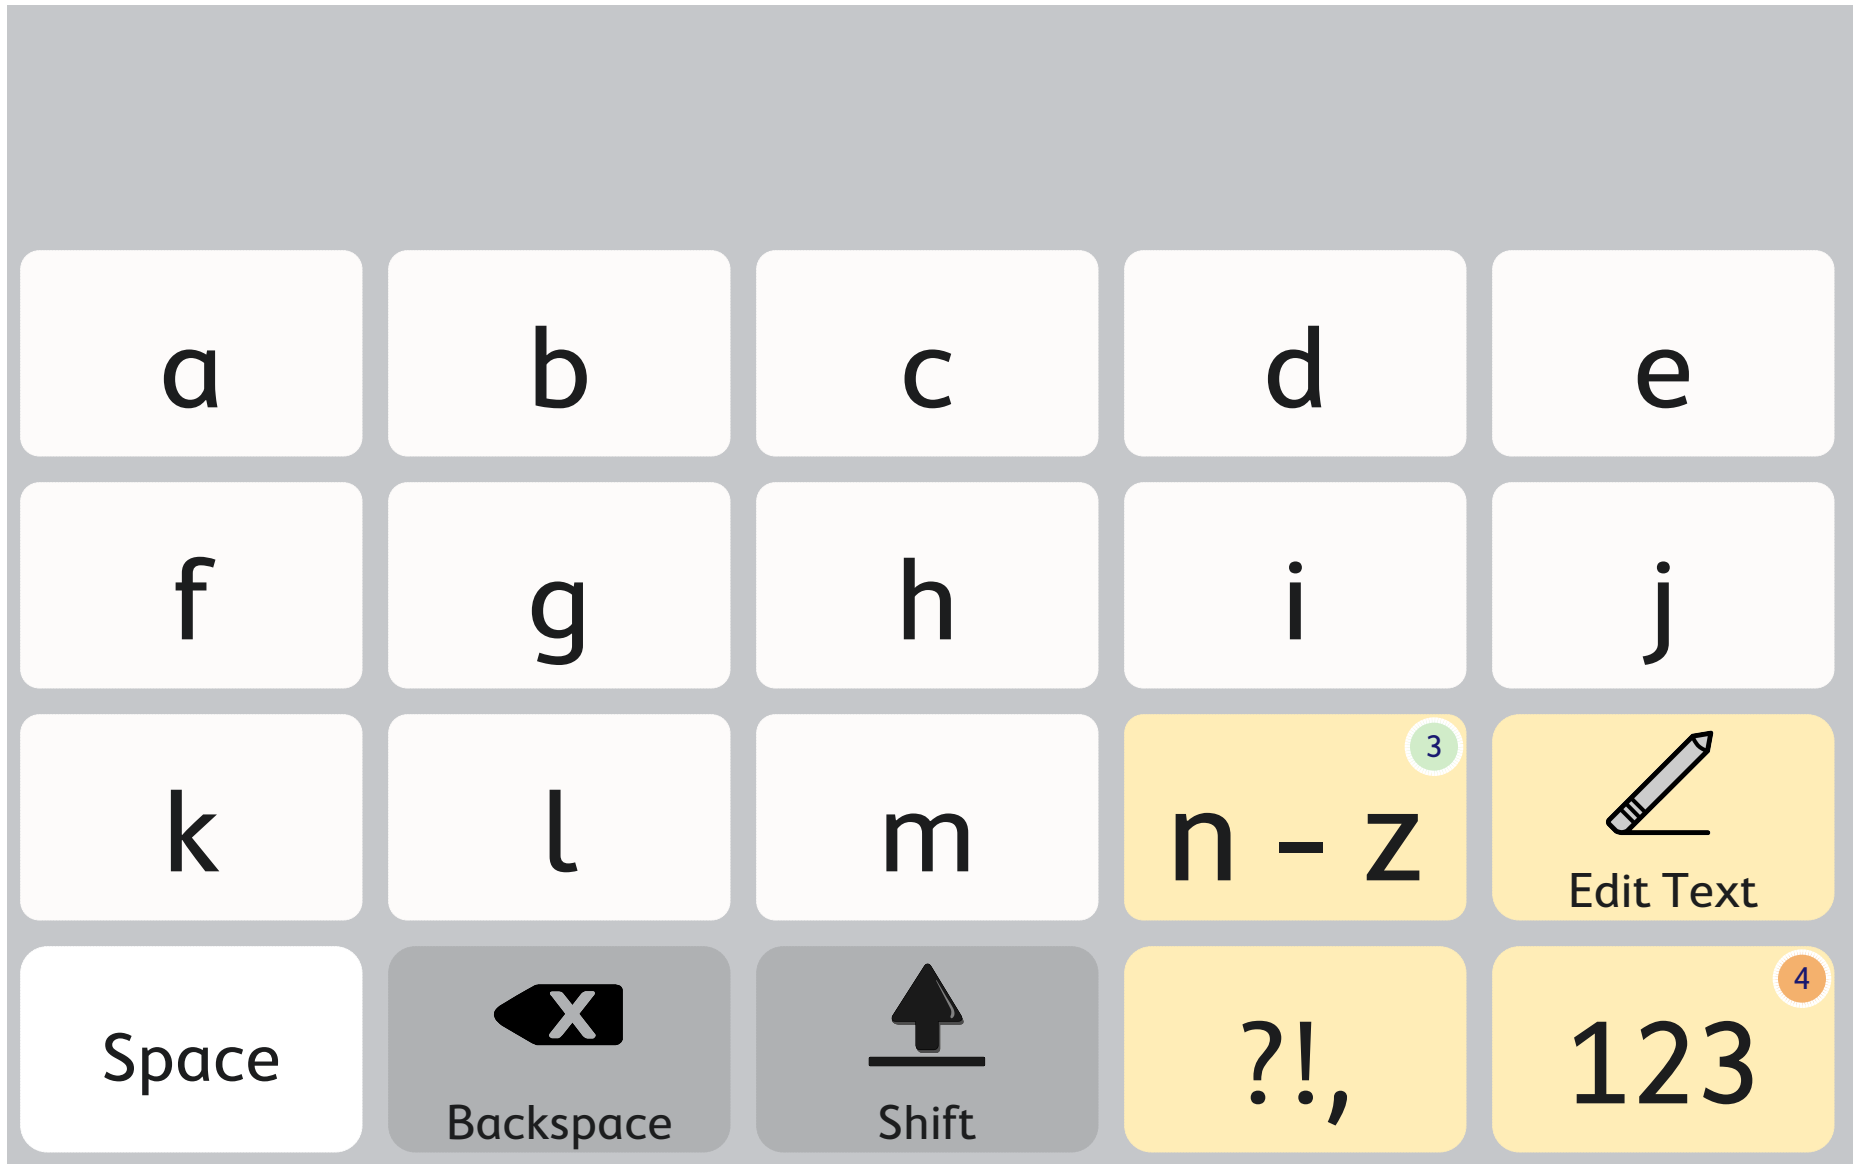 a b c d e
f g h i j
k l m n - z 3 Edit Text
Space Backspace Shift ?!, 123 4